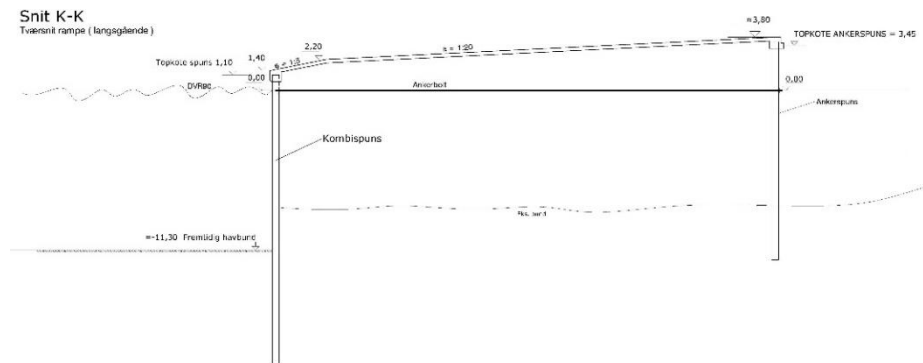 Snit K-K
Tværsnit rampe ( langsgående )
=3,80
TOPKOTE ANKERSPUNS = 3,45
2,20
s = 1:20
1,40
Topkote spuns 1,10
0,00
DVR90
Ankerbolt
0,00
Ankerspuns
Kombispuns
=-11,30 Fremtidig havbund